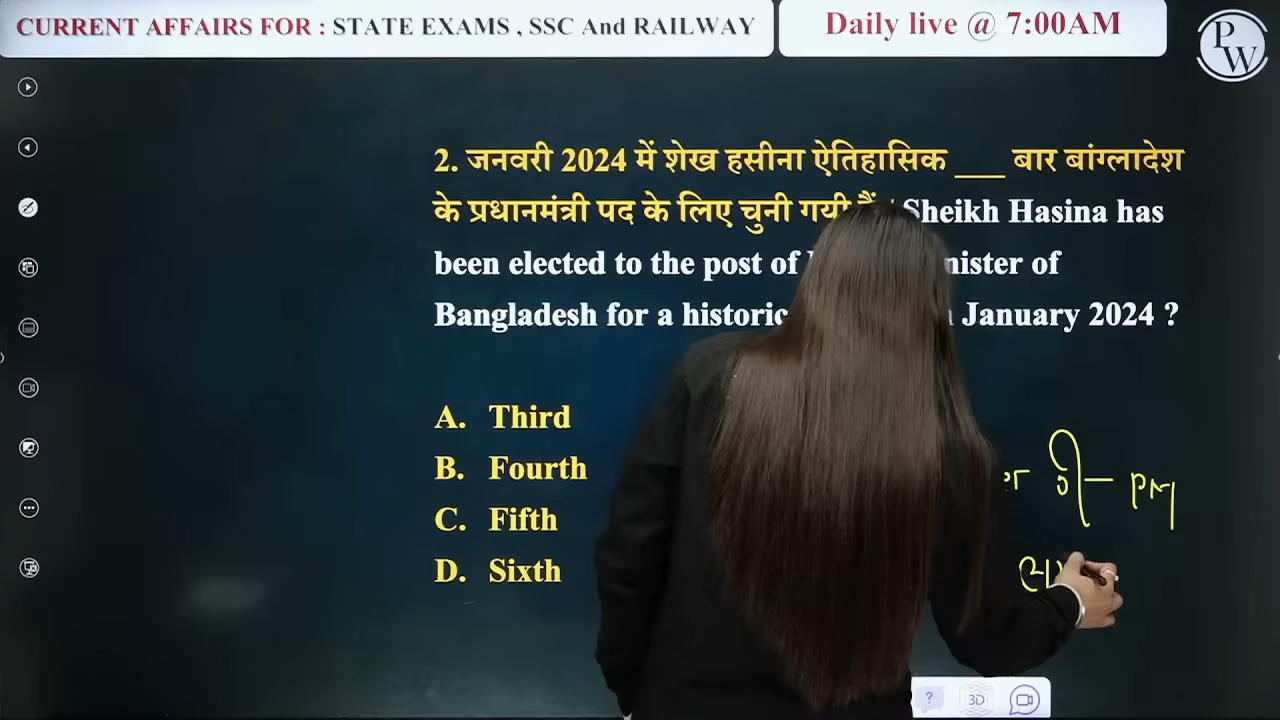 CURRENT AFFAIRS FOR : STATE EXAMS , SSC And RAILWAY
Daily live @ 7:00AM
PW
2. जनवरी 2024 में शेख हसीना ऐतिहासिक ___ बार बांग्लादेश
के प्रधानमंत्री पद के लिए चुनी गयी Sheikh Hasina has
been elected to the post of of
Bangladesh for a January 2024 ?
A. Third
B. Fourth
C. Fifth
D. Sixth
PM
? 3D